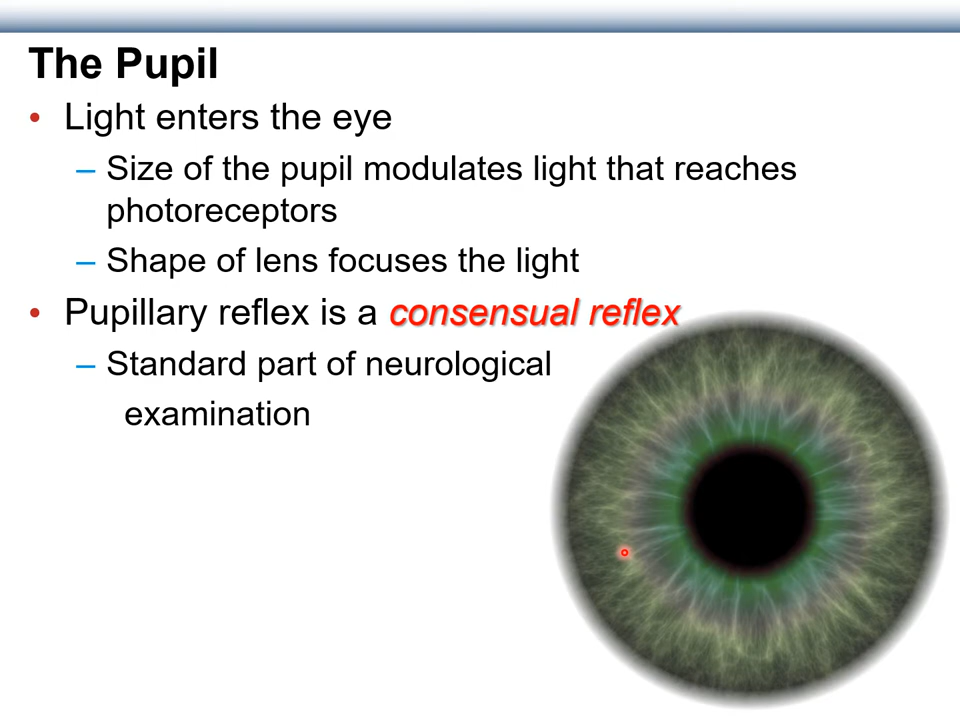 The Pupil
• Light enters the eye
– Size of the pupil modulates light that reaches
photoreceptors
– Shape of lens focuses the light
• Pupillary reflex is a consensual reflex
– Standard part of neurological
examination